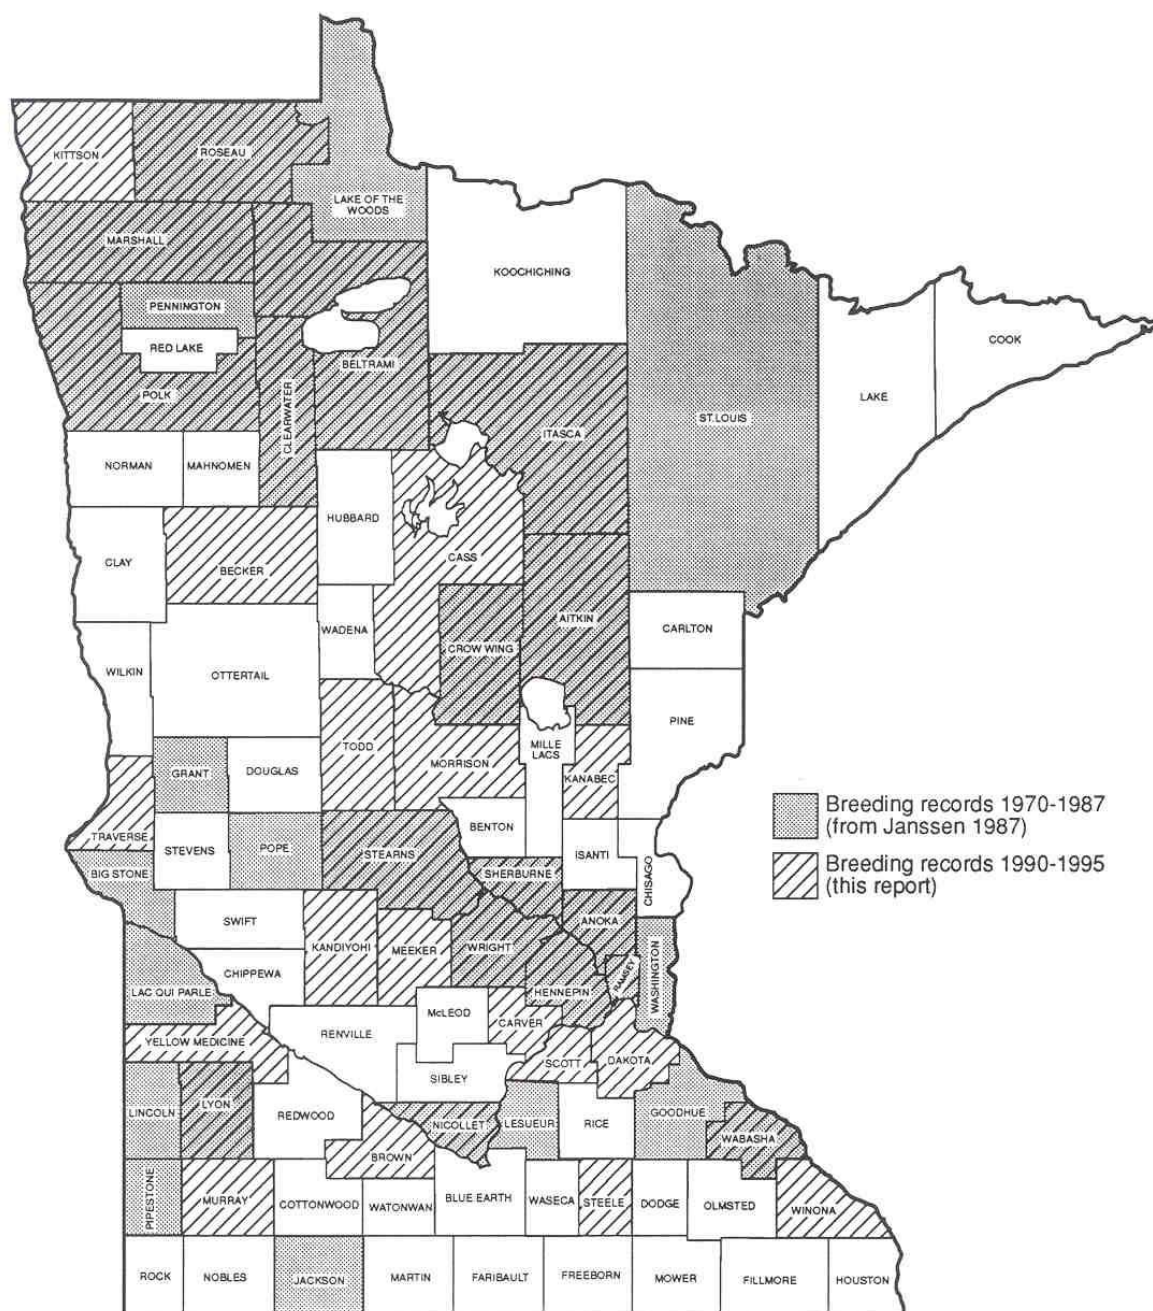 KITTSON
ROSEAU
LAKE OF THE
WOODS
MARSHALL
KOOCHICHING
PENNINGTON
RED LAKE
POLK
CLEARWATER
BELTRAMI
ITASCA
ST.LOUIS
LAKE
COOK
NORMAN
MAHNOMEN
HUBBARD
CASS
CLAY
BECKER
WADENA
CROW WING
AITKIN
CARLTON
WILKIN
OTTERTAIL
PINE
GRANT
DOUGLAS
TODD
MORRISON
MILLE
LACS
KANABEC
TRAVERSE
STEVENS
POPE
STEARNS
BENTON
ISANTI
CHISAGO
Breeding records 1970-1987
(from Janssen 1987)
Breeding records 1990-1995
(this report)
BIG STONE
SHERBURNE
SWIFT
KANDIYOHI
MEEKER
WRIGHT
ANOKA
CHIPPEWA
HENNEPIN
RAMSEY
WASHINGTON
LAC QUI PARLE
McLEOD
CARVER
RENVILLE
YELLOW MEDICINE
SCOTT
DAKOTA
SIBLEY
LINCOLN
LYON
REDWOOD
NICOLLET
LESUEUR
RICE
GOODHUE
WABASHA
BROWN
PIPESTONE
MURRAY
COTTONWOOD
WATONWAN
BLUE EARTH
WASECA
STEELE
DODGE
OLMSTED
WINONA
ROCK
NOBLES
JACKSON
MARTIN
FARIBAULT
FREEBORN
MOWER
FILLMORE
HOUSTON